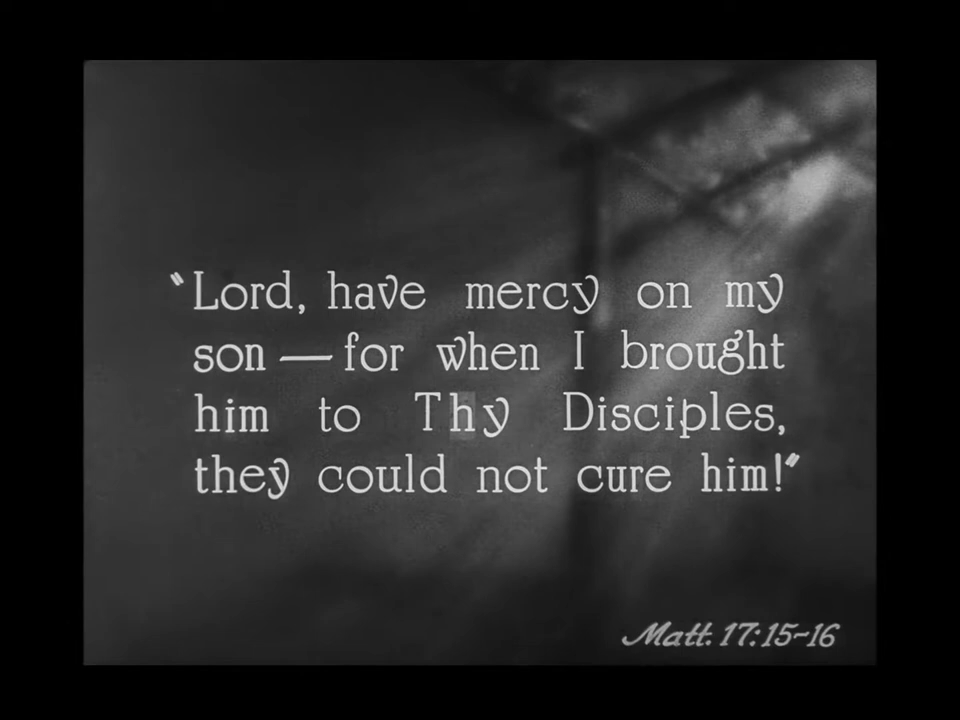 "Lord, have mercy on my
son — for when I brought
him to Thy Disciples,
they could not cure him!"
Matt. 17:15-16